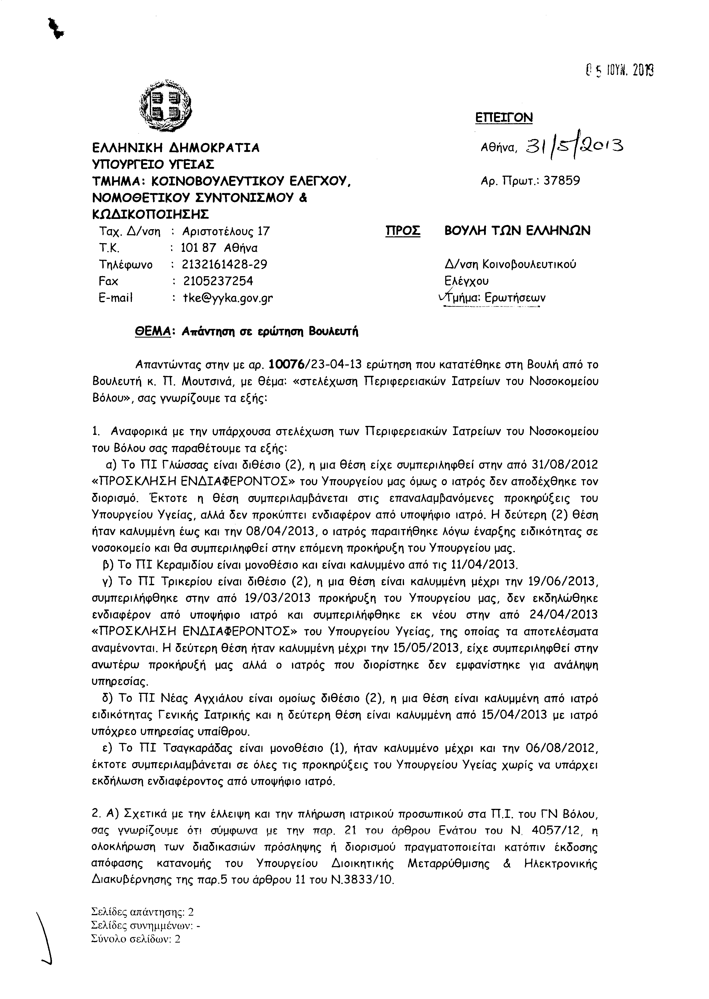 05 ΙΟΥΝ. 2013
ΕΠΕΙΓΟΝ
ΕΛΛΗΝΙΚΗ ΔΗΜΟΚΡΑΤΙΑ
Αθήνα, 31/5/2013
ΥΠΟΥΡΓΕΙΟ ΥΓΕΙΑΣ
ΤΜΗΜΑ: ΚΟΙΝΟΒΟΥΛΕΥΤΙΚΟΥ ΕΛΕΓΧΟΥ,
Αρ. Πρωτ.: 37859
ΝΟΜΟΘΕΤΙΚΟΥ ΣΥΝΤΟΝΙΣΜΟΥ &
ΚΩΔΙΚΟΠΟΙΗΣΗΣ
Ταχ. Δ/νση : Αριστοτέλους 17
ΠΡΟΣ ΒΟΥΛΗ ΤΩΝ ΕΛΛΗΝΩΝ
Τ.Κ. : 101 87 Αθήνα
Τηλέφωνο : 2132161428-29
Δ/νση Κοινοβουλευτικού
Fax : 2105237254
Ελέγχου
E-mail : tke@yyka.gov.gr
Τμήμα: Ερωτήσεων
ΘΕΜΑ: Απάντηση σε ερώτηση Βουλευτή
Απαντώντας στην με αρ. 10076/23-04-13 ερώτηση που κατατέθηκε στη Βουλή από το
Βουλευτή κ. Π. Μουτσινά, με θέμα: «στελέχωση Περιφερειακών Ιατρείων του Νοσοκομείου
Βόλου», σας γνωρίζουμε τα εξής:
1. Αναφορικά με την υπάρχουσα στελέχωση των Περιφερειακών Ιατρείων του Νοσοκομείου
του Βόλου σας παραθέτουμε τα εξής:
α) Το ΠΙ Γλώσσας είναι διθέσιο (2), η μια θέση είχε συμπεριληφθεί στην από 31/08/2012
«ΠΡΟΣΚΛΗΣΗ ΕΝΔΙΑΦΕΡΟΝΤΟΣ» του Υπουργείου μας όμως ο ιατρός δεν αποδέχθηκε τον
διορισμό. Έκτοτε η θέση συμπεριλαμβάνεται στις επαναλαμβανόμενες προκηρύξεις του
Υπουργείου Υγείας, αλλά δεν προκύπτει ενδιαφέρον από υποψήφιο ιατρό. Η δεύτερη (2) θέση
ήταν καλυμμένη έως και την 08/04/2013, ο ιατρός παραιτήθηκε λόγω έναρξης ειδικότητας σε
νοσοκομείο και θα συμπεριληφθεί στην επόμενη προκήρυξη του Υπουργείου μας.
β) Το ΠΙ Κεραμιδίου είναι μονοθέσιο και είναι καλυμμένο από τις 11/04/2013.
γ) Το ΠΙ Τρικερίου είναι διθέσιο (2), η μια θέση είναι καλυμμένη μέχρι την 19/06/2013,
συμπεριλήφθηκε στην από 19/03/2013 προκήρυξη του Υπουργείου μας, δεν εκδηλώθηκε
ενδιαφέρον από υποψήφιο ιατρό και συμπεριλήφθηκε εκ νέου στην από 24/04/2013
«ΠΡΟΣΚΛΗΣΗ ΕΝΔΙΑΦΕΡΟΝΤΟΣ» του Υπουργείου Υγείας, της οποίας τα αποτελέσματα
αναμένονται. Η δεύτερη θέση ήταν καλυμμένη μέχρι την 15/05/2013, είχε συμπεριληφθεί στην
ανωτέρω προκήρυξή μας αλλά ο ιατρός που διορίστηκε δεν εμφανίστηκε για ανάληψη
υπηρεσίας.
δ) Το ΠΙ Νέας Αγχιάλου είναι ομοίως διθέσιο (2), η μια θέση είναι καλυμμένη από ιατρό
ειδικότητας Γενικής Ιατρικής και η δεύτερη θέση είναι καλυμμένη από 15/04/2013 με ιατρό
υπόχρεο υπηρεσίας υπαίθρου.
ε) Το ΠΙ Τσαγκαράδας είναι μονοθέσιο (1), ήταν καλυμμένο μέχρι και την 06/08/2012,
έκτοτε συμπεριλαμβάνεται σε όλες τις προκηρύξεις του Υπουργείου Υγείας χωρίς να υπάρχει
εκδήλωση ενδιαφέροντος από υποψήφιο ιατρό.
2. Α) Σχετικά με την έλλειψη και την πλήρωση ιατρικού προσωπικού στα Π.Ι. του ΓΝ Βόλου,
σας γνωρίζουμε ότι σύμφωνα με την παρ. 21 του άρθρου Ενάτου του Ν. 4057/12, η
ολοκλήρωση των διαδικασιών πρόσληψης ή διορισμού πραγματοποιείται κατόπιν έκδοσης
απόφασης κατανομής του Υπουργείου Διοικητικής Μεταρρύθμισης & Ηλεκτρονικής
Διακυβέρνησης της παρ.5 του άρθρου 11 του Ν.3833/10.
Σελίδες απάντησης: 2
Σελίδες συνημμένων: -
Σύνολο σελίδων: 2